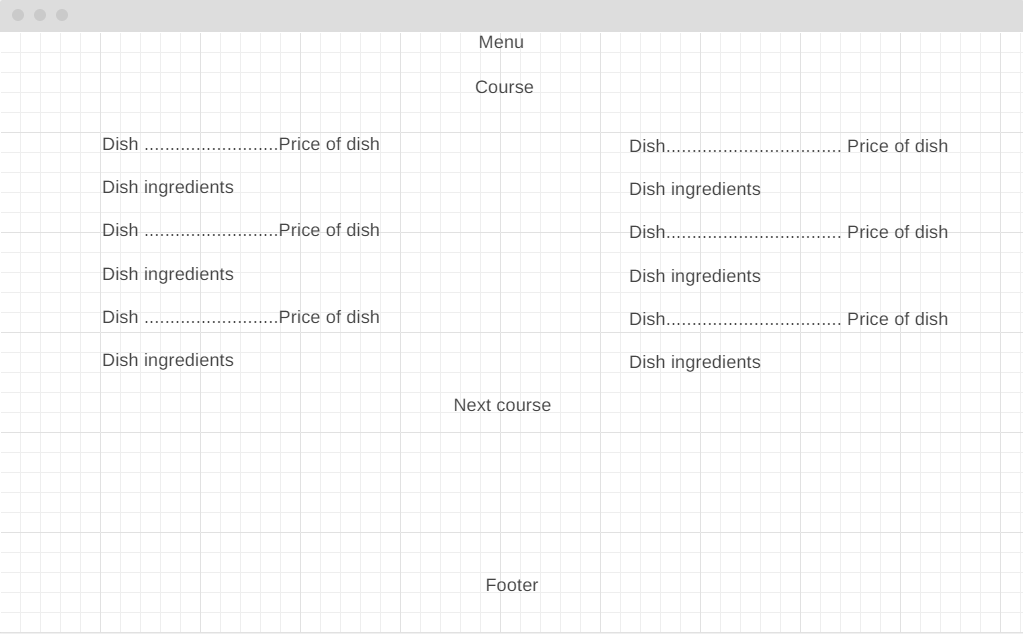 Menu
Course
Dish ..........................Price of dish
Dish ingredients
Dish ..........................Price of dish
Dish ingredients
Dish ..........................Price of dish
Dish ingredients
Dish.................................. Price of dish
Dish ingredients
Dish.................................. Price of dish
Dish ingredients
Dish.................................. Price of dish
Dish ingredients
Next course
Footer